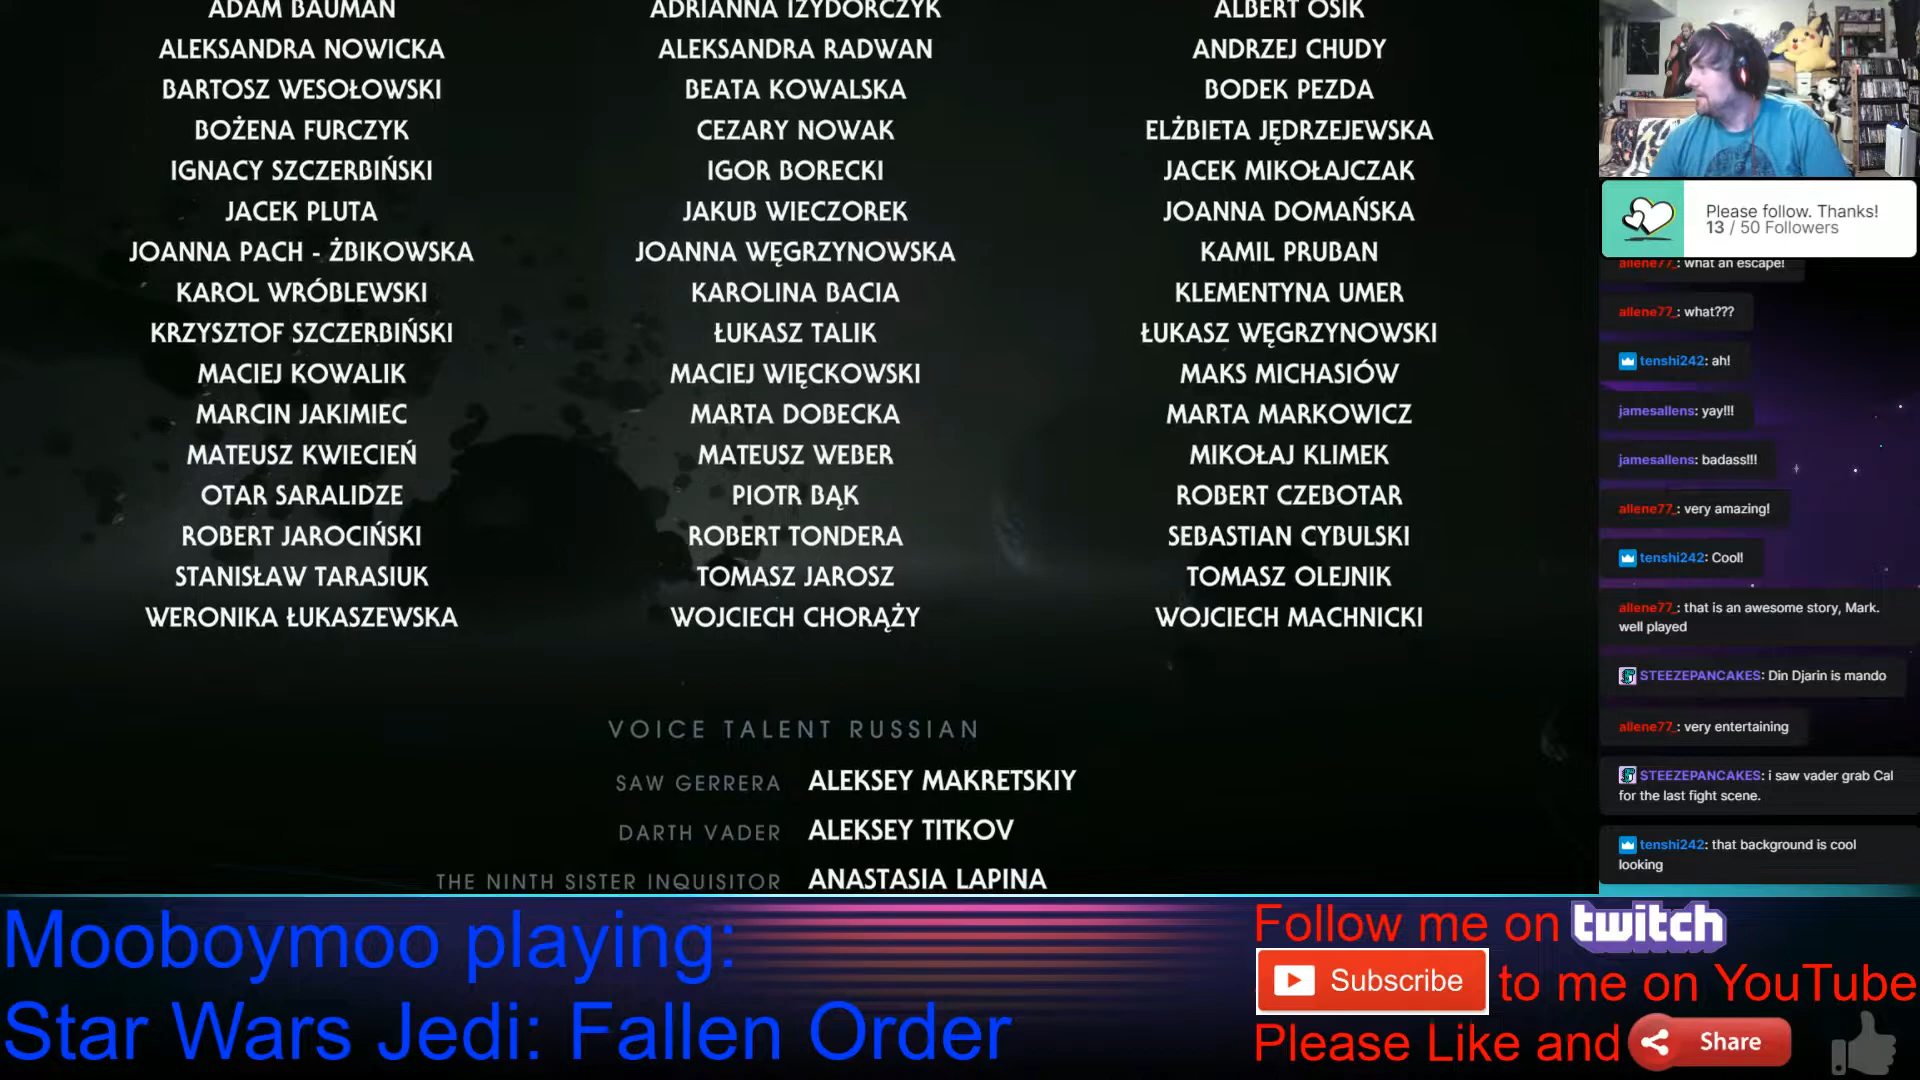 ADAM BAUMAN ADRIANNA IZYDORCZYK ALBERT OSIK
ALEKSANDRA NOWICKA ALEKSANDRA RADWAN ANDRZEJ CHUDY
BARTOSZ WESOŁOWSKI BEATA KOWALSKA BODEK PEZDA
BOŻENA FURCZYK CEZARY NOWAK ELŻBIETA JĘDRZEJEWSKA
IGNACY SZCZERBIŃSKI IGOR BORECKI JACEK MIKOŁAJCZAK
JACEK PLUTA JAKUB WIECZOREK JOANNA DOMAŃSKA
JOANNA PACH - ŻBIKOWSKA JOANNA WĘGRZYNOWSKA KAMIL PRUBAN
KAROL WRÓBLEWSKI KAROLINA BACIA KLEMENTYNA UMER
KRZYSZTOF SZCZERBIŃSKI ŁUKASZ TALIK ŁUKASZ WĘGRZYNOWSKI
MACIEJ KOWALIK MACIEJ WIĘCKOWSKI MAKS MICHASIÓW
MARCIN JAKIMIEC MARTA DOBECKA MARTA MARKOWICZ
MATEUSZ KWIECIEŃ MATEUSZ WEBER MIKOŁAJ KLIMEK
OTAR SARALIDZE PIOTR BĄK ROBERT CZEBOTAR
ROBERT JAROCIŃSKI ROBERT TONDERA SEBASTIAN CYBULSKI
STANISŁAW TARASIUK TOMASZ JAROSZ TOMASZ OLEJNIK
WERONIKA ŁUKASZEWSKA WOJCIECH CHORĄŻY WOJCIECH MACHNICKI
VOICE TALENT RUSSIAN
SAW GERRERA ALEKSEY MAKRETSKIY
DARTH VADER ALEKSEY TITKOV
THE NINTH SISTER INQUISITOR ANASTASIA LAPINA
Please follow. Thanks!
13 / 50 Followers
allene77_: what an escape!
allene77_: what???
tenshi242: ah!
jamesallens: yay!!!
jamesallens: badass!!!
allene77_: very amazing!
tenshi242: Cool!
allene77_: that is an awesome story, Mark.
well played
STEEZEPANCAKES: Din Djarin is mando
allene77_: very entertaining
STEEZEPANCAKES: i saw vader grab Cal
for the last fight scene.
tenshi242: that background is cool
looking
Mooboymoo playing:
Star Wars Jedi: Fallen Order
Follow me on twitch
Subscribe to me on YouTube
Please Like and Share